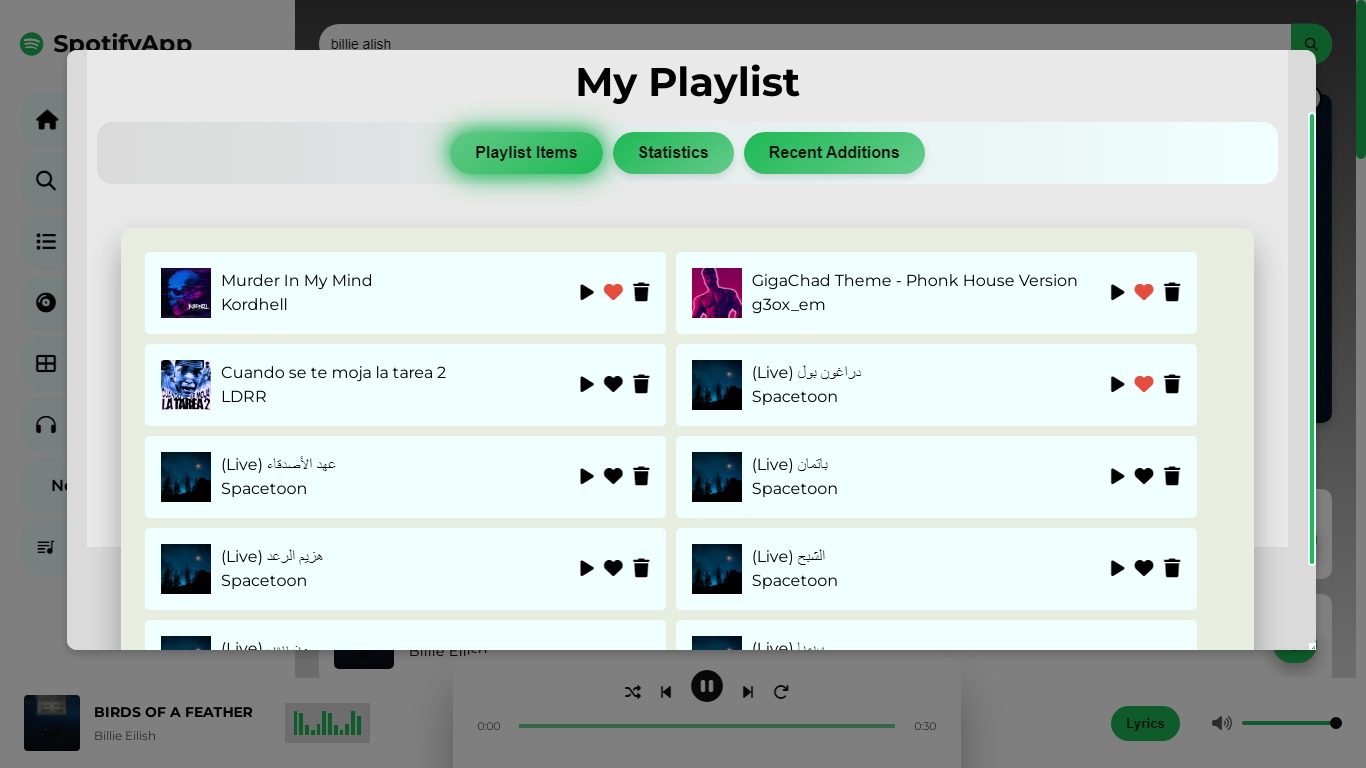 SpotifyApp
billie alish
My Playlist
Playlist Items
Statistics
Recent Additions
Murder In My Mind
Kordhell
GigaChad Theme - Phonk House Version
g3ox_em
Cuando se te moja la tarea 2
LDRR
LA TAREA 2
(Live) دراغون بول
Spacetoon
(Live) عهد الأصدقاء
Spacetoon
(Live) باتمان
Spacetoon
(Live) هزيم الرعد
Spacetoon
(Live) الشبح
Spacetoon
(Live)
(Live)
Billie Eilish
BIRDS OF A FEATHER
Billie Eilish
0:00
0:30
Lyrics